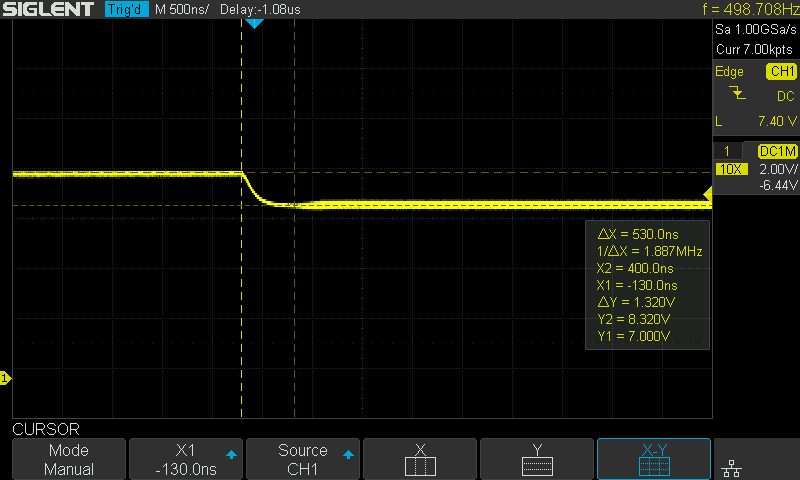 SIGLENT Trig'd M 500ns/ Delay:-1.08us f = 498.708Hz
Sa 1.00GSa/s
Curr 7.00kpts
Edge CH1
DC
L 7.40 V
1 DC1M
10X 2.00V/
-6.44V
ΔX = 530.0ns
1/ΔX = 1.887MHz
X2 = 400.0ns
X1 = -130.0ns
ΔY = 1.320V
Y2 = 8.320V
Y1 = 7.000V
1
CURSOR
Mode
Manual
X1
-130.0ns
Source
CH1
X
Y
X-Y